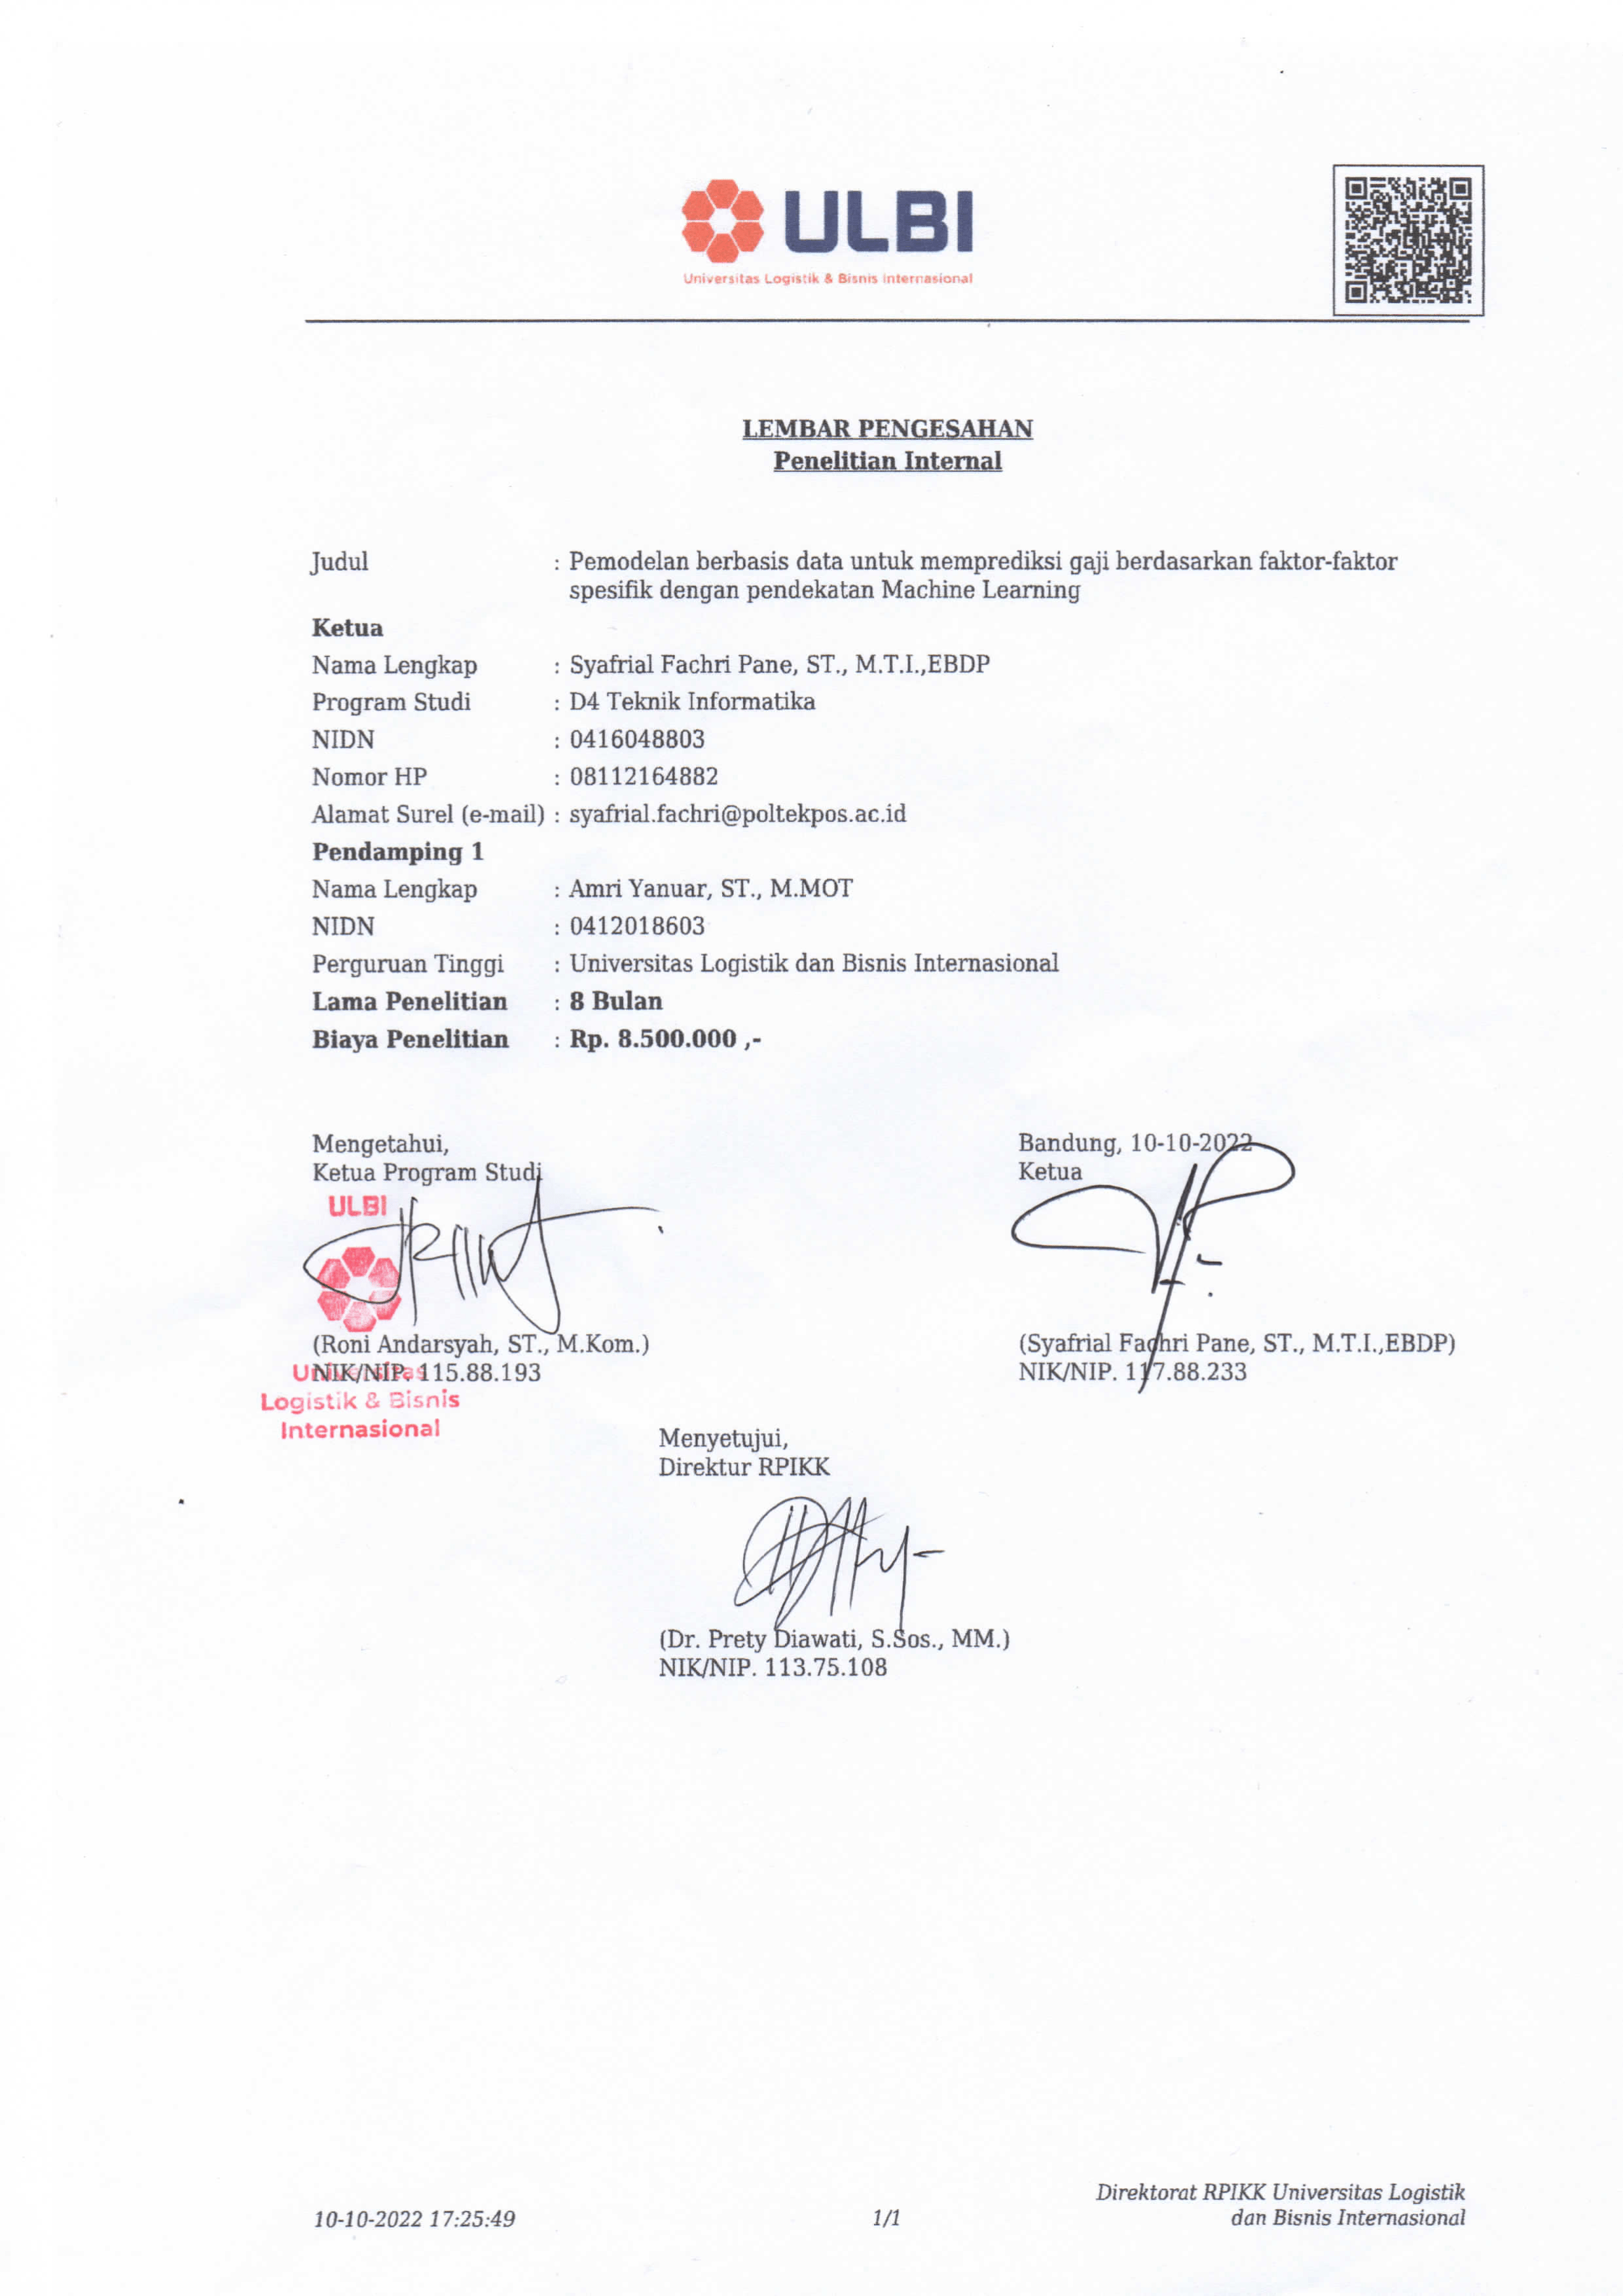 ULBI
Universitas Logistik & Bisnis Internasional
LEMBAR PENGESAHAN
Penelitian Internal
Judul : Pemodelan berbasis data untuk memprediksi gaji berdasarkan faktor-faktor
spesifik dengan pendekatan Machine Learning
Ketua
Nama Lengkap : Syafrial Fachri Pane, ST., M.T.I.,EBDP
Program Studi : D4 Teknik Informatika
NIDN : 0416048803
Nomor HP : 08112164882
Alamat Surel (e-mail) : syafrial.fachri@poltekpos.ac.id
Pendamping 1
Nama Lengkap : Amri Yanuar, ST., M.MOT
NIDN : 0412018603
Perguruan Tinggi : Universitas Logistik dan Bisnis Internasional
Lama Penelitian : 8 Bulan
Biaya Penelitian : Rp. 8.500.000 ,-
Mengetahui,
Ketua Program Studi
ULBI
(Roni Andarsyah, ST., M.Kom.)
NIK/NIP. 115.88.193
Universitas
Logistik & Bisnis
Internasional
Bandung, 10-10-2022
Ketua
(Syafrial Fachri Pane, ST., M.T.I.,EBDP)
NIK/NIP. 117.88.233
Menyetujui,
Direktur RPIKK
(Dr. Prety Diawati, S.Sos., MM.)
NIK/NIP. 113.75.108
10-10-2022 17:25:49
1/1
Direktorat RPIKK Universitas Logistik
dan Bisnis Internasional